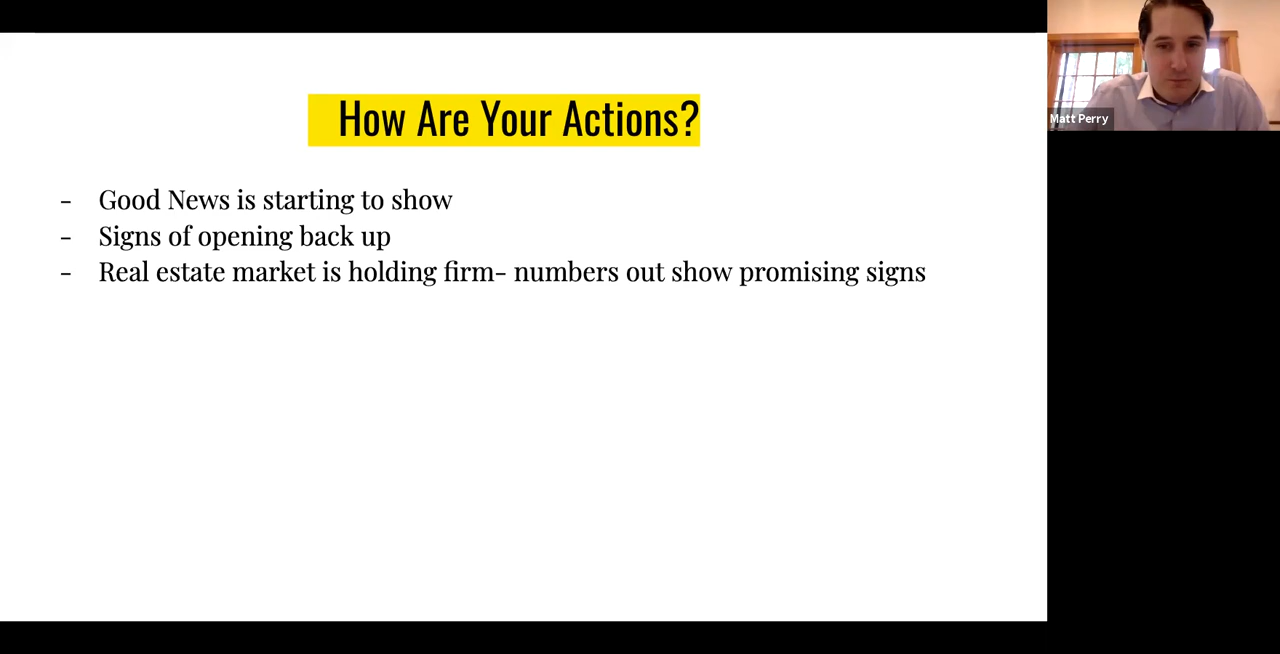 How Are Your Actions?
- Good News is starting to show
- Signs of opening back up
- Real estate market is holding firm- numbers out show promising signs
Matt Perry